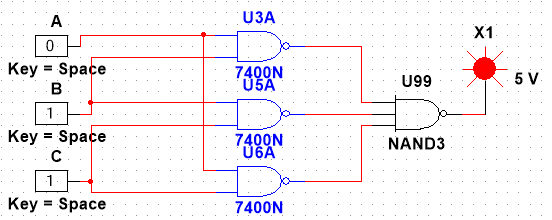 A
0
Key = Space
B
1
Key = Space
C
1
Key = Space
U3A
7400N
U5A
7400N
U6A
7400N
U99
NAND3
X1
5 V